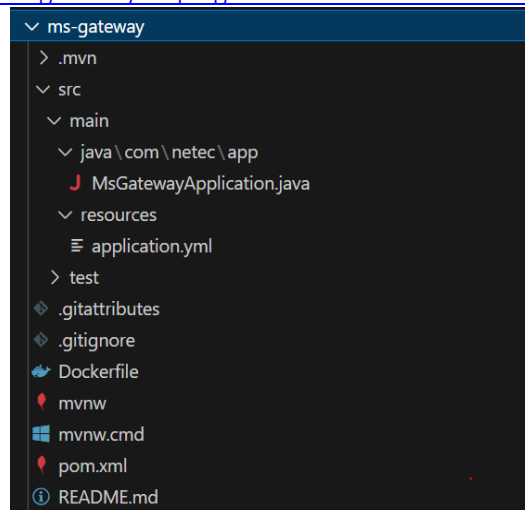 ms-gateway
.mvn
src
main
java\com\netec\app
MsGatewayApplication.java
resources
application.yml
test
.gitattributes
.gitignore
Dockerfile
mvnw
mvnw.cmd
pom.xml
README.md